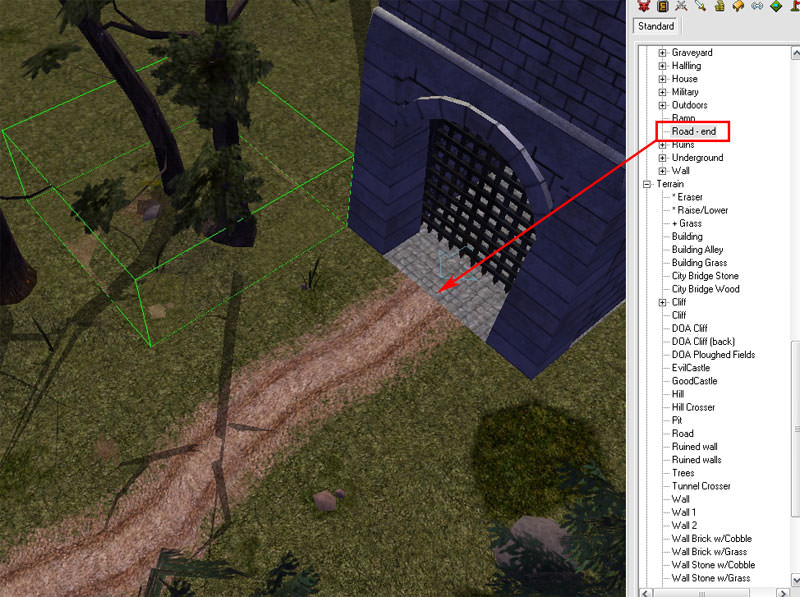 Standard
Graveyard
Halfling
House
Military
Outdoors
Ramp
Road - end
Ruins
Underground
Wall
Terrain
* Eraser
* Raise/Lower
+ Grass
Building
Building Alley
Building Grass
City Bridge Stone
City Bridge Wood
Cliff
Cliff
DOA Cliff
DOA Cliff (back)
DOA Ploughed Fields
EvilCastle
GoodCastle
Hill
Hill Crosser
Pit
Road
Ruined wall
Ruined walls
Trees
Tunnel Crosser
Wall
Wall 1
Wall 2
Wall Brick w/Cobble
Wall Brick w/Grass
Wall Stone w/Cobble
Wall Stone w/Grass